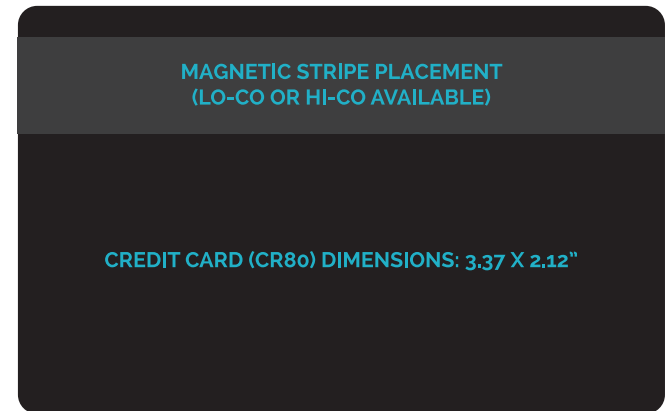 MAGNETIC STRIPE PLACEMENT
(LO-CO OR HI-CO AVAILABLE)
CREDIT CARD (CR80) DIMENSIONS: 3.37 X 2.12”